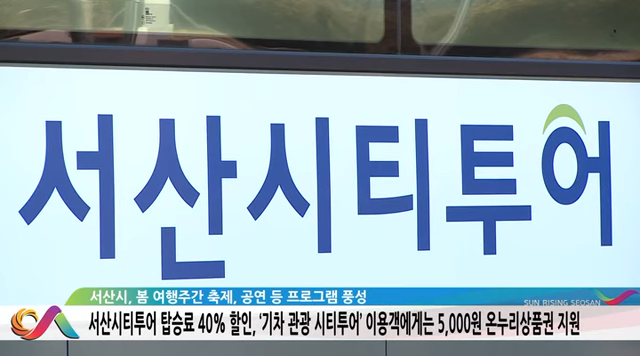 서산시티투어
서산시, 봄 여행주간 축제, 공연 등 프로그램 풍성
SUN RISING SEOSAN
서산시티투어 탑승료 40% 할인, '기차 관광 시티투어' 이용객에게는 5,000원 온누리상품권 지원